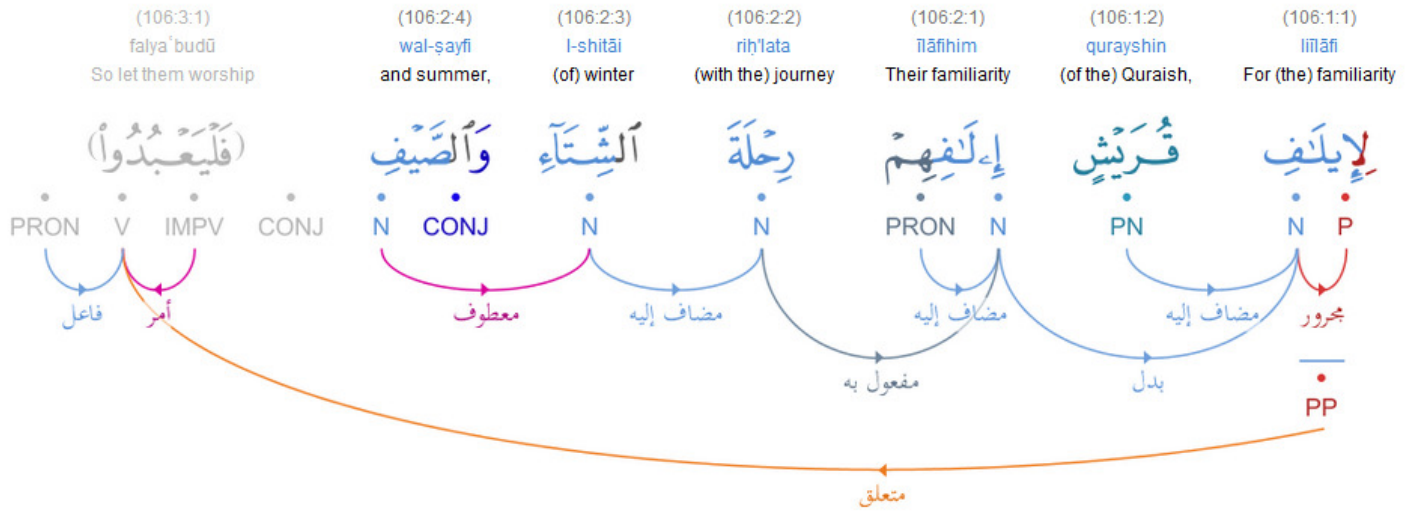 (106:3:1) (106:2:4) (106:2:3) (106:2:2) (106:2:1) (106:1:2) (106:1:1)
falyaʿbudū wal-ṣayfi l-shitāi riḥ'lata īlāfihim qurayshin liīlāfi
So let them worship and summer, (of) winter (with the) journey Their familiarity (of the) Quraish, For (the) familiarity
لِإِيلَـٰفِ قُرَيْشٍ إِۦلَـٰفِهِمْ رِحْلَةَ ٱلشِّتَآءِ وَٱلصَّيْفِ (فَلْيَعْبُدُوا۟)
PRON V IMPV CONJ N CONJ N N PRON N PN N P
مجرور مضاف إليه مضاف إليه مضاف إليه معطوف أمر فاعل
بدل مفعول به
PP
متعلق